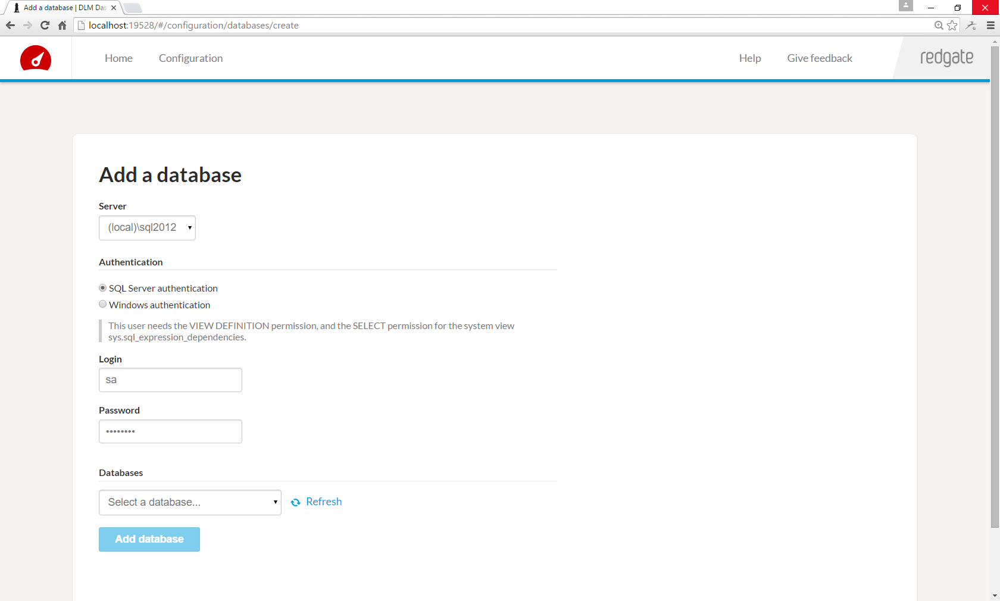 Add a database | DLM Das
localhost:19528/#/configuration/databases/create
Home
Configuration
Help
Give feedback
redgate
Add a database
Server
(local)\sql2012
Authentication
SQL Server authentication
Windows authentication
This user needs the VIEW DEFINITION permission, and the SELECT permission for the system view
sys.sql_expression_dependencies.
Login
sa
Password
••••••••
Databases
Select a database...
Refresh
Add database